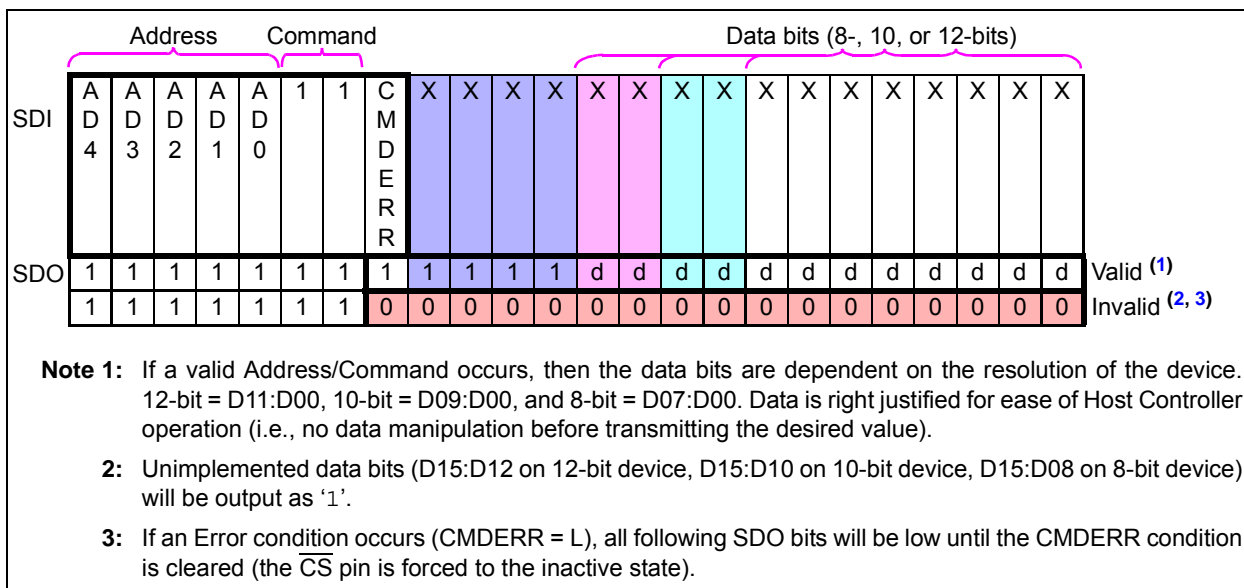 Address Command Data bits (8-, 10, or 12-bits)
SDI AD4 AD3 AD2 AD1 AD0 1 1 CMDERR X X X X X X X X X X X X X X X X
SDO 1 1 1 1 1 1 1 1 1 1 1 1 d d d d d d d d d d d d Valid (1)
1 1 1 1 1 1 1 0 0 0 0 0 0 0 0 0 0 0 0 0 0 0 0 0 Invalid (2, 3)
Note 1: If a valid Address/Command occurs, then the data bits are dependent on the resolution of the device.
12-bit = D11:D00, 10-bit = D09:D00, and 8-bit = D07:D00. Data is right justified for ease of Host Controller
operation (i.e., no data manipulation before transmitting the desired value).
2: Unimplemented data bits (D15:D12 on 12-bit device, D15:D10 on 10-bit device, D15:D08 on 8-bit device)
will be output as ‘1’.
3: If an Error condition occurs (CMDERR = L), all following SDO bits will be low until the CMDERR condition
is cleared (the CS pin is forced to the inactive state).